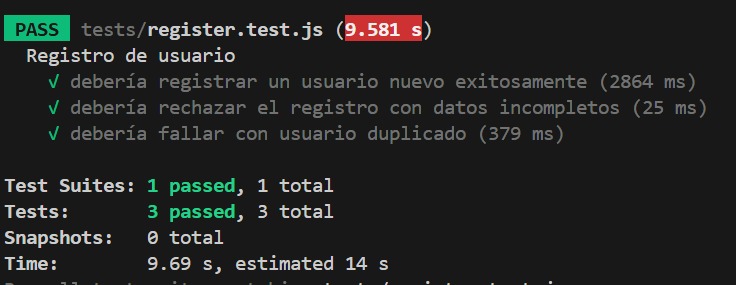 PASS tests/register.test.js (9.581 s)
Registro de usuario
√ debería registrar un usuario nuevo exitosamente (2864 ms)
√ debería rechazar el registro con datos incompletos (25 ms)
√ debería fallar con usuario duplicado (379 ms)
Test Suites: 1 passed, 1 total
Tests: 3 passed, 3 total
Snapshots: 0 total
Time: 9.69 s, estimated 14 s